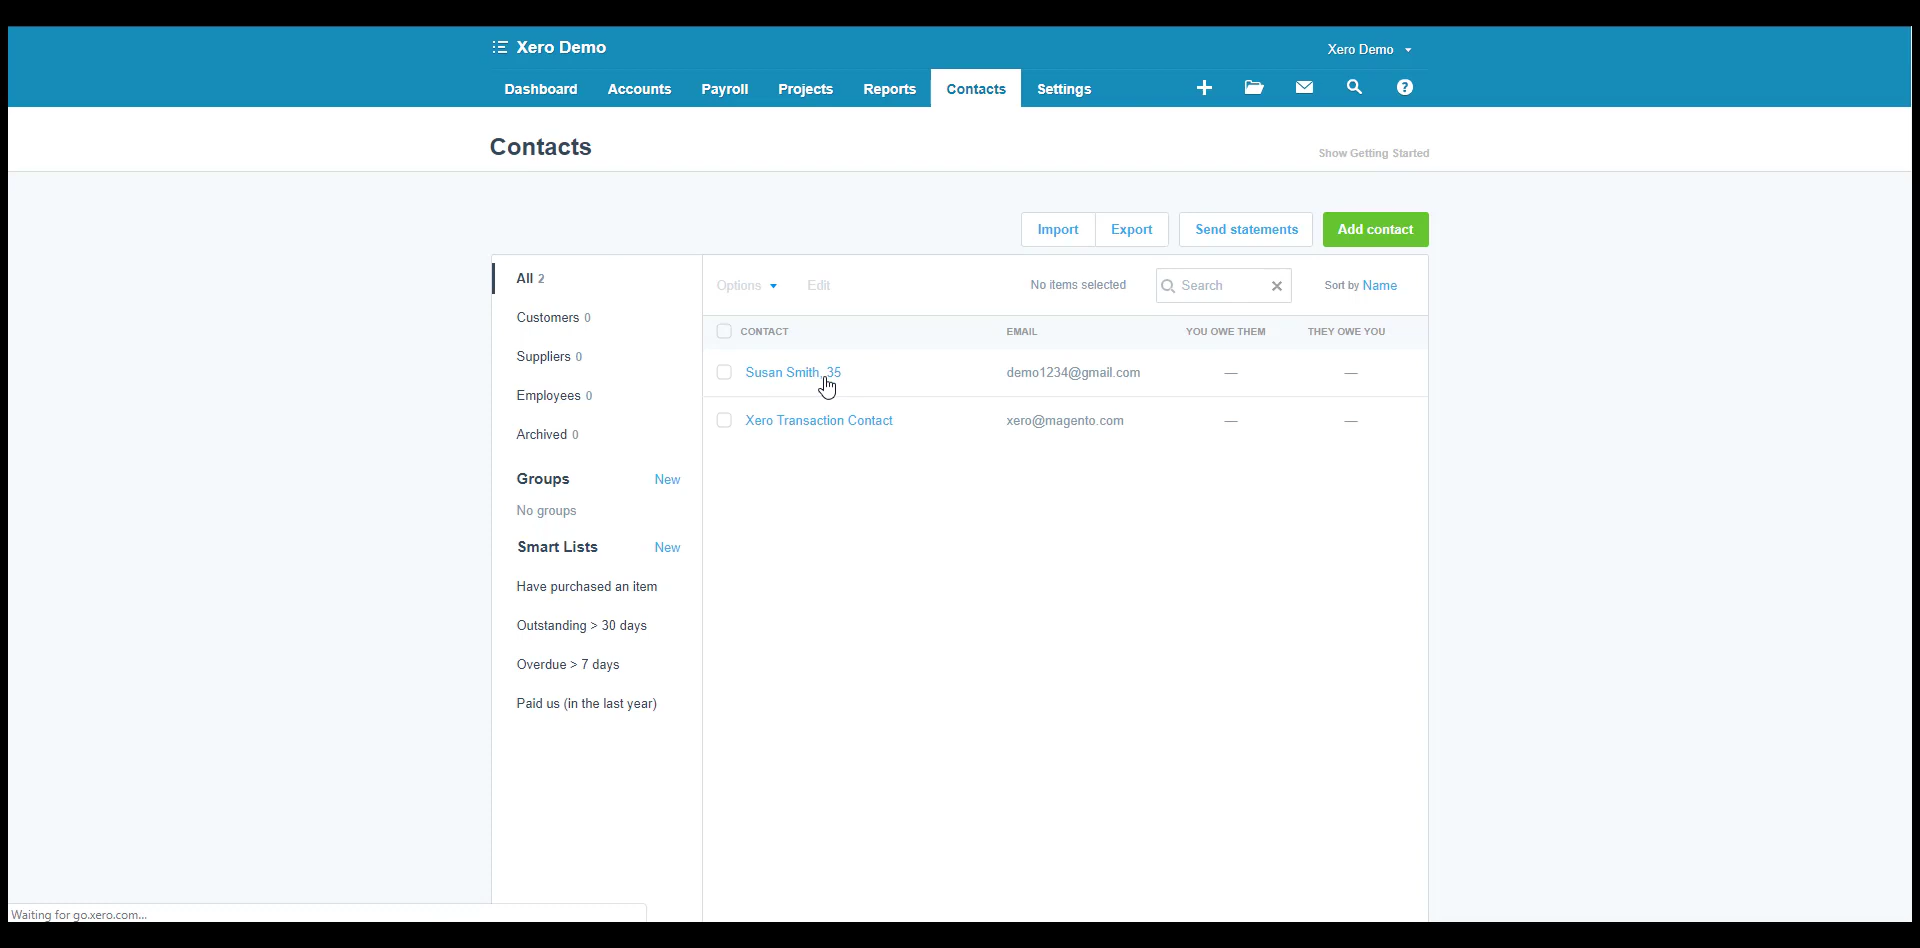 Xero Demo
Xero Demo
Dashboard Accounts Payroll Projects Reports Contacts Settings
Contacts
Show Getting Started
Import Export Send statements Add contact
All 2
Options Edit No items selected Search Sort by Name
Customers 0
CONTACT EMAIL YOU OWE THEM THEY OWE YOU
Suppliers 0
Susan Smith, 35 demo1234@gmail.com — —
Employees 0
Xero Transaction Contact xero@magento.com — —
Archived 0
Groups New
No groups
Smart Lists New
Have purchased an item
Outstanding > 30 days
Overdue > 7 days
Paid us (in the last year)
Waiting for go.xero.com...